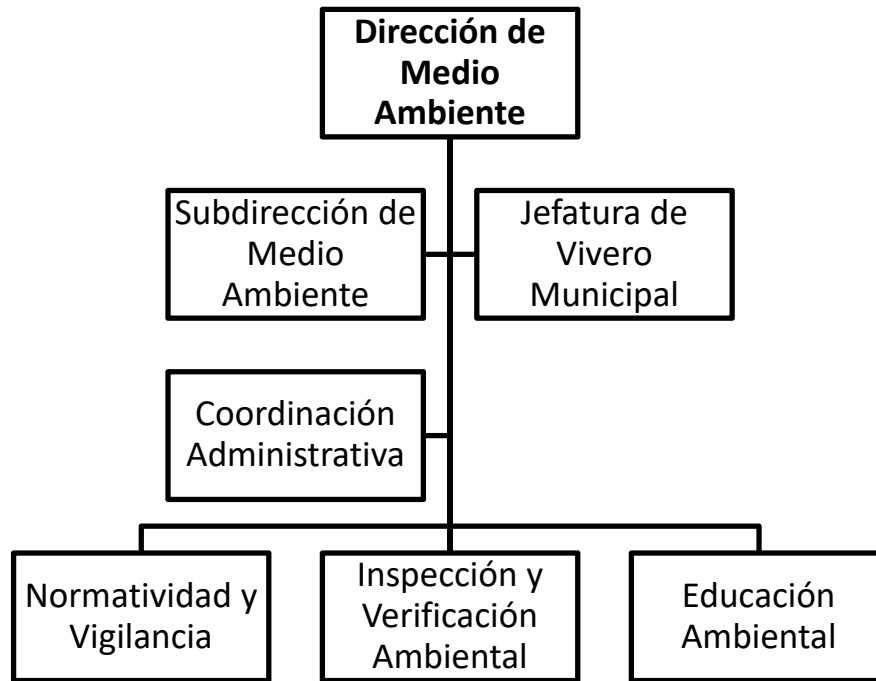 Dirección de
Medio
Ambiente
Subdirección de
Medio
Ambiente
Jefatura de
Vivero
Municipal
Coordinación
Administrativa
Normatividad y
Vigilancia
Inspección y
Verificación
Ambiental
Educación
Ambiental